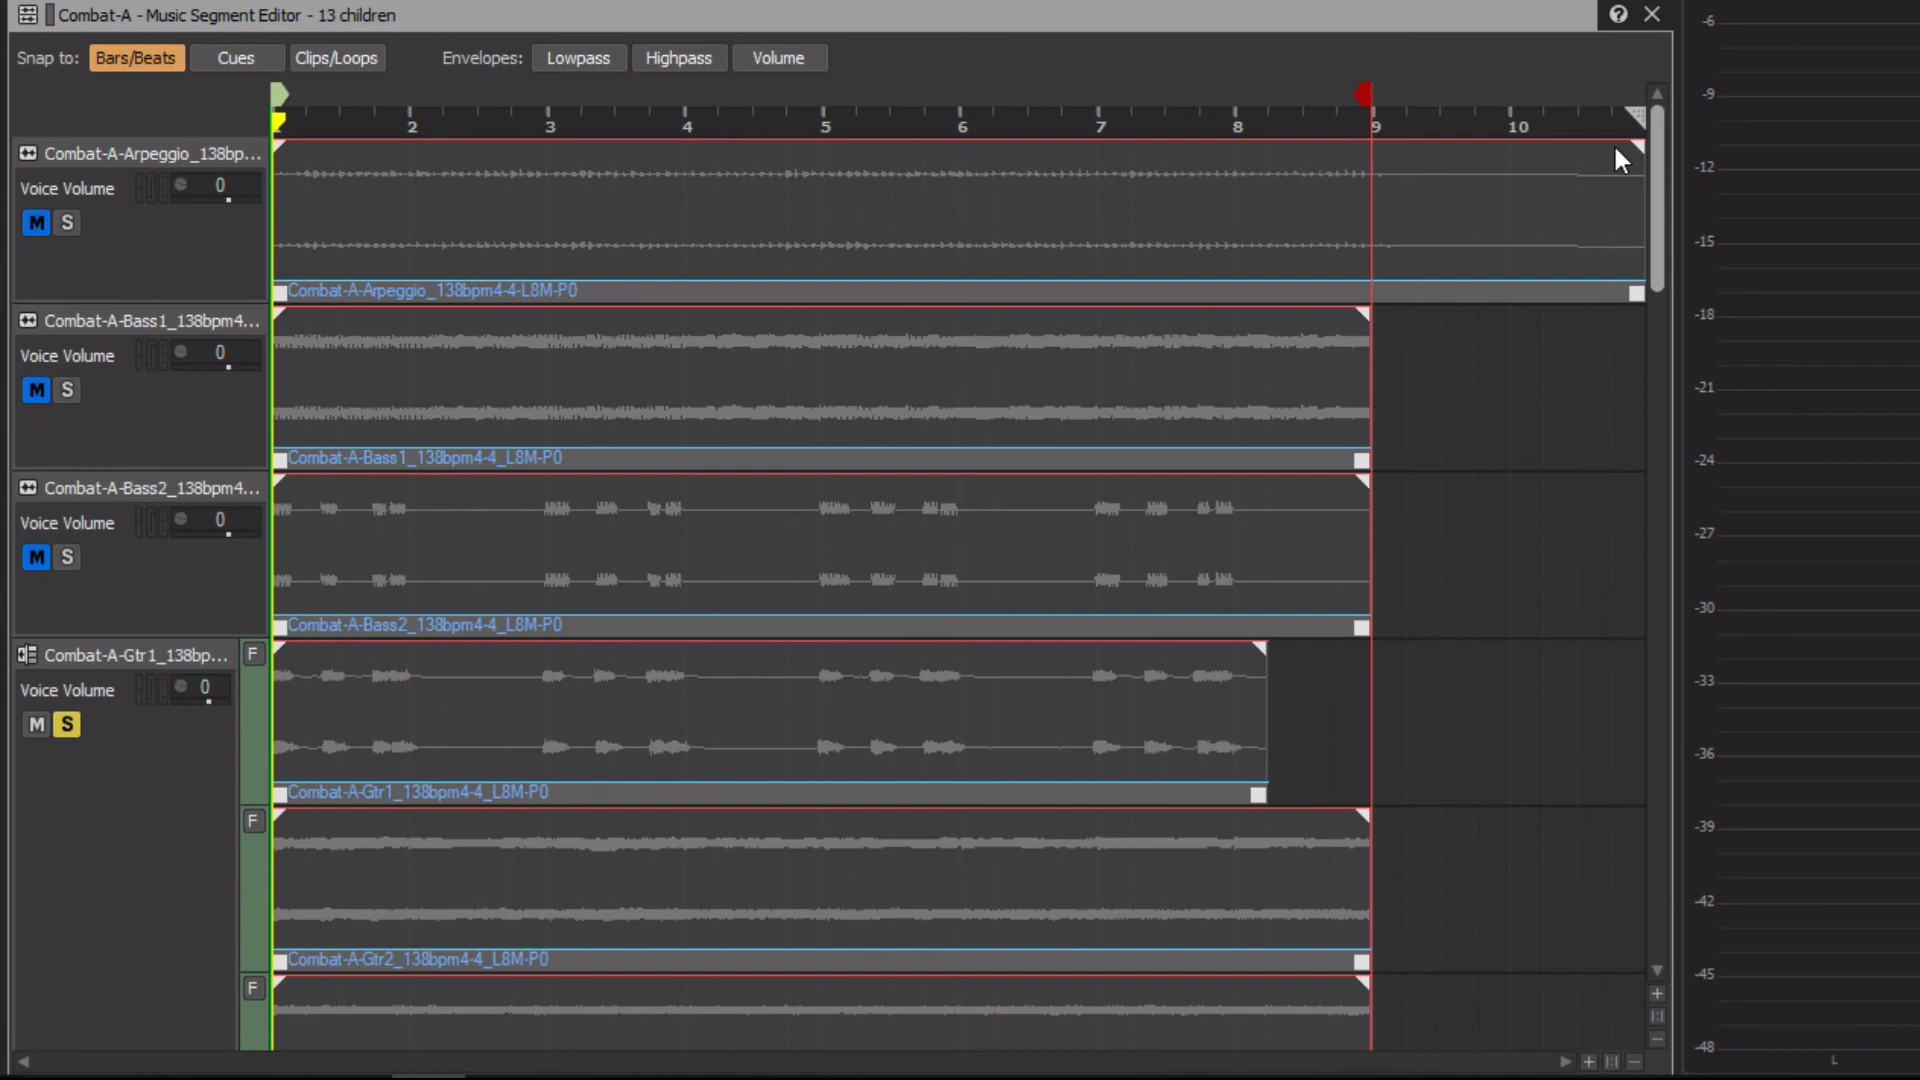 Combat-A - Music Segment Editor - 13 children
Snap to: Bars/Beats Cues Clips/Loops Envelopes: Lowpass Highpass Volume
2 3 4 5 6 7 8 9 10
Combat-A-Arpeggio_138bp...
Voice Volume 0
M S
Combat-A-Arpeggio_138bpm4-4-L8M-P0
Combat-A-Bass1_138bpm4...
Voice Volume 0
M S
Combat-A-Bass1_138bpm4-4_L8M-P0
Combat-A-Bass2_138bpm4...
Voice Volume 0
M S
Combat-A-Bass2_138bpm4-4_L8M-P0
Combat-A-Gtr1_138bp... F
Voice Volume 0
M S
Combat-A-Gtr1_138bpm4-4_L8M-P0
F
Combat-A-Gtr2_138bpm4-4_L8M-P0
F
-6
-9
-12
-15
-18
-21
-24
-27
-30
-33
-36
-39
-42
-45
-48
L